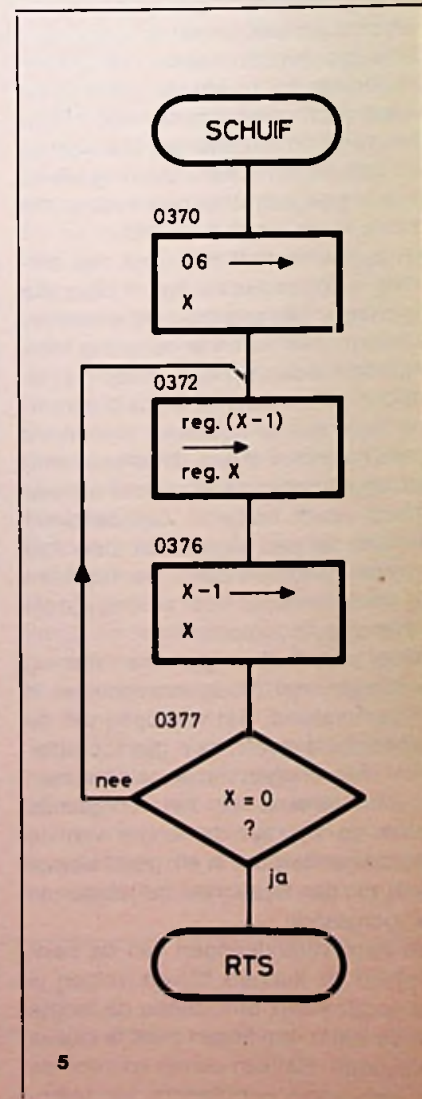 SCHUIF
0370
06 →
X
0372
reg. (X-1)
→
reg. X
0376
X-1 →
X
0377
nee
X = 0
?
ja
RTS
5